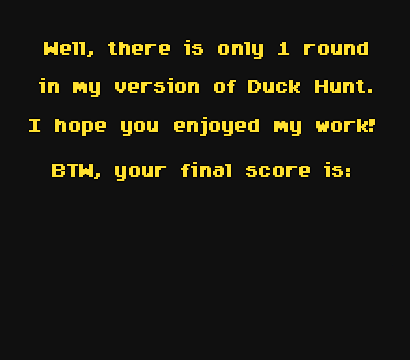 Well, there is only 1 round
in my version of Duck Hunt.
I hope you enjoyed my work!
BTW, your final score is: